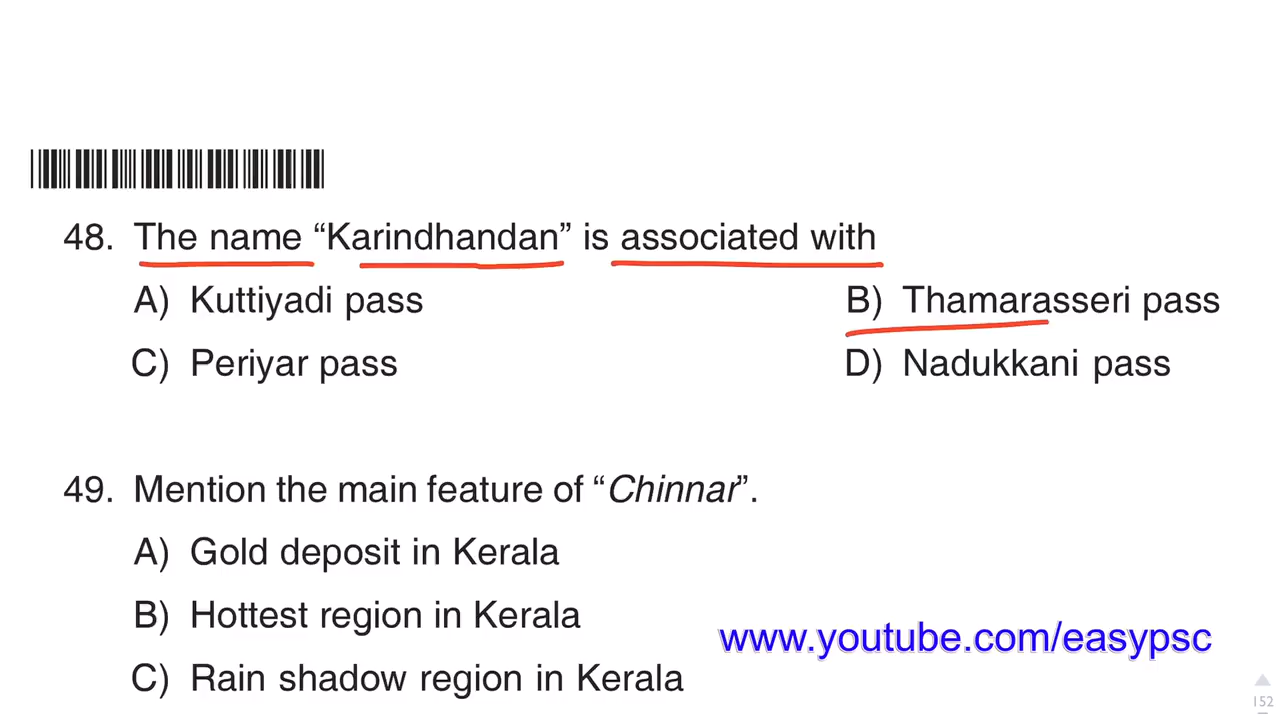 48. The name “Karindhandan” is associated with
A) Kuttiyadi pass B) Thamarasseri pass
C) Periyar pass D) Nadukkani pass
49. Mention the main feature of “Chinnar”.
A) Gold deposit in Kerala
B) Hottest region in Kerala
www.youtube.com/easypsc
C) Rain shadow region in Kerala
152